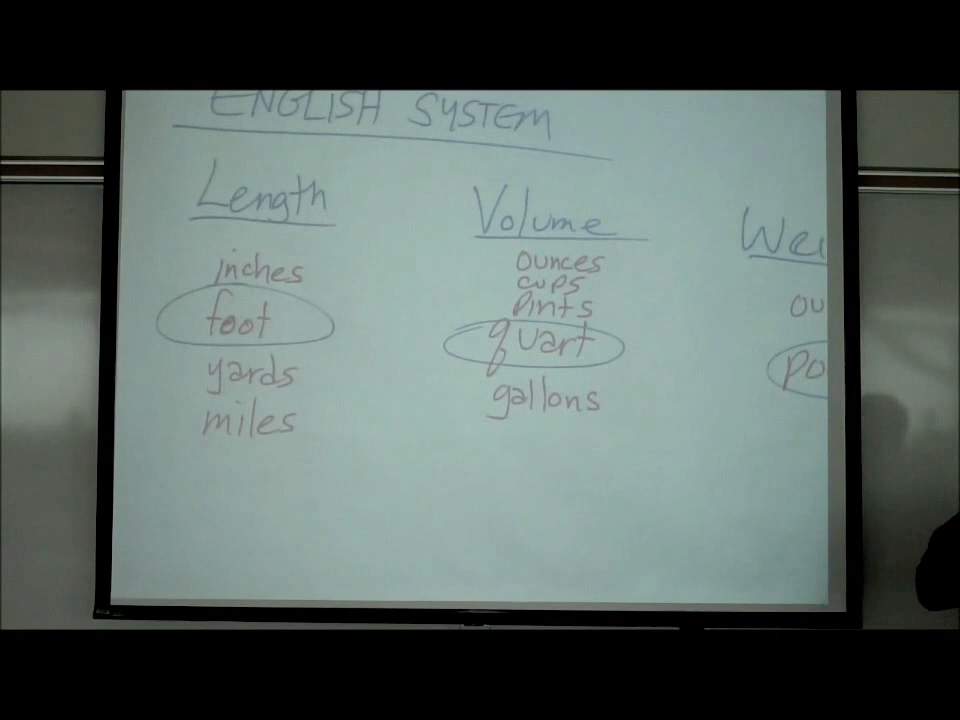 ENGLISH SYSTEM
Length
inches
foot
yards
miles
Volume
ounces
cups
pints
quart
gallons